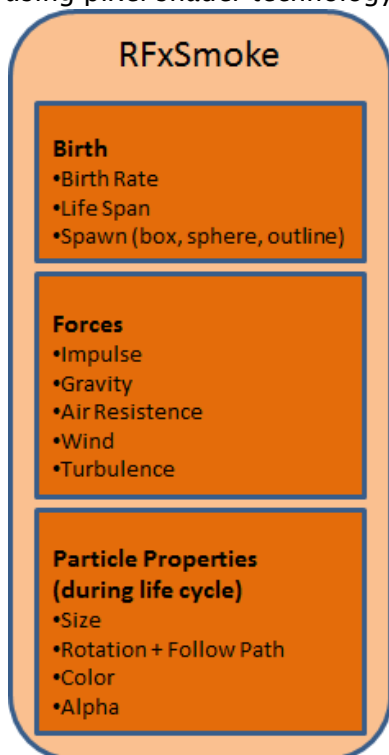 using pixel shader technology
RFxSmoke
Birth
•Birth Rate
•Life Span
•Spawn (box, sphere, outline)
Forces
•Impulse
•Gravity
•Air Resistence
•Wind
•Turbulence
Particle Properties
(during life cycle)
•Size
•Rotation + Follow Path
•Color
•Alpha